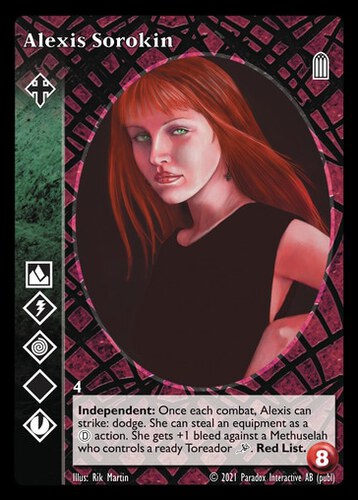 Alexis Sorokin
4
Independent: Once each combat, Alexis can
strike: dodge. She can steal an equipment as a
Ⓓ action. She gets +1 bleed against a Methuselah
who controls a ready Toreador. Red List.
8
Illus: Rik Martin © 2021 Paradox Interactive AB (publ)